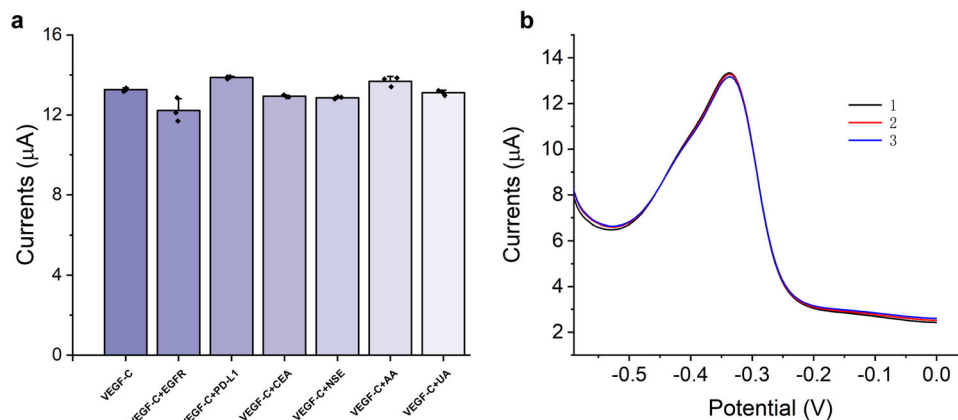 a
Currents (μA)
16
12
8
4
0
VEGF-C
VEGF-C+EGFR
VEGF-C+PD-L1
VEGF-C+CEA
VEGF-C+NSE
VEGF-C+AA
VEGF-C+UA
b
Currents (μA)
14
12
10
8
6
4
2
-0.5
-0.4
-0.3
-0.2
-0.1
0.0
Potential (V)
1
2
3